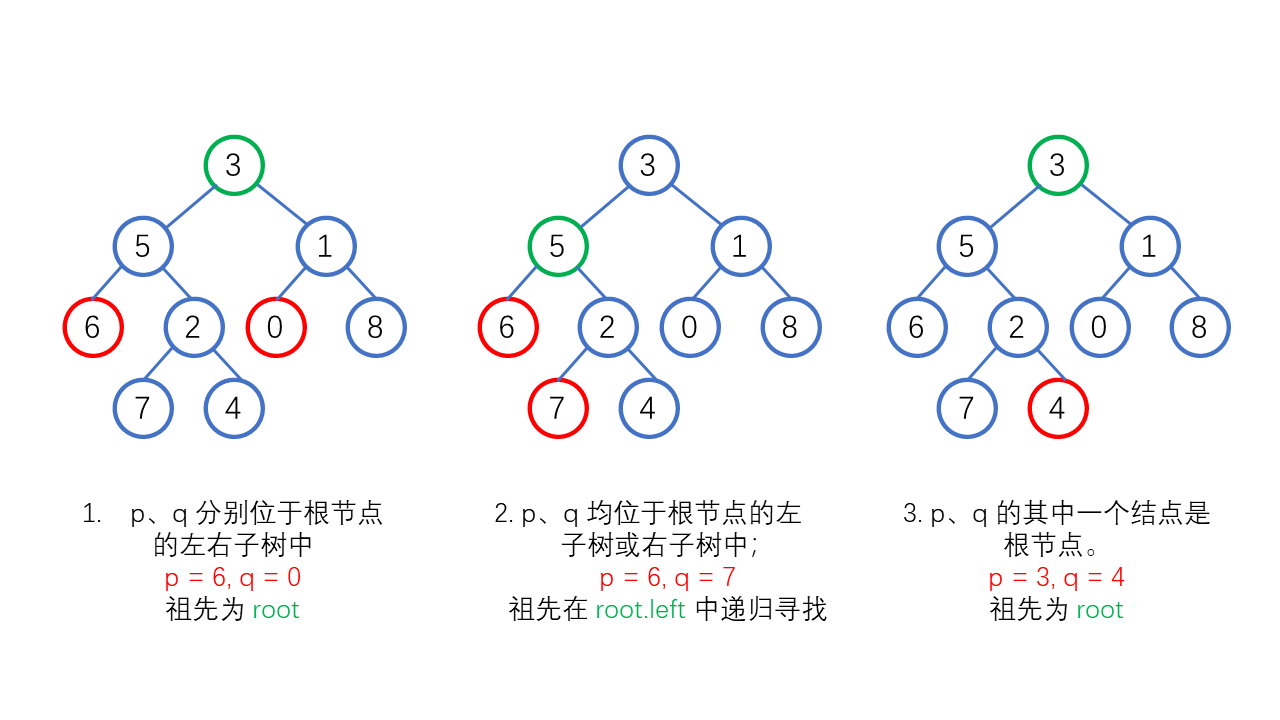 3
5 1
6 2 0 8
7 4
1. p、q 分别位于根节点
的左右子树中
p = 6, q = 0
祖先为 root
3
5 1
6 2 0 8
7 4
2. p、q 均位于根节点的左
子树或右子树中；
p = 6, q = 7
祖先在 root.left 中递归寻找
3
5 1
6 2 0 8
7 4
3. p、q 的其中一个结点是
根节点。
p = 3, q = 4
祖先为 root